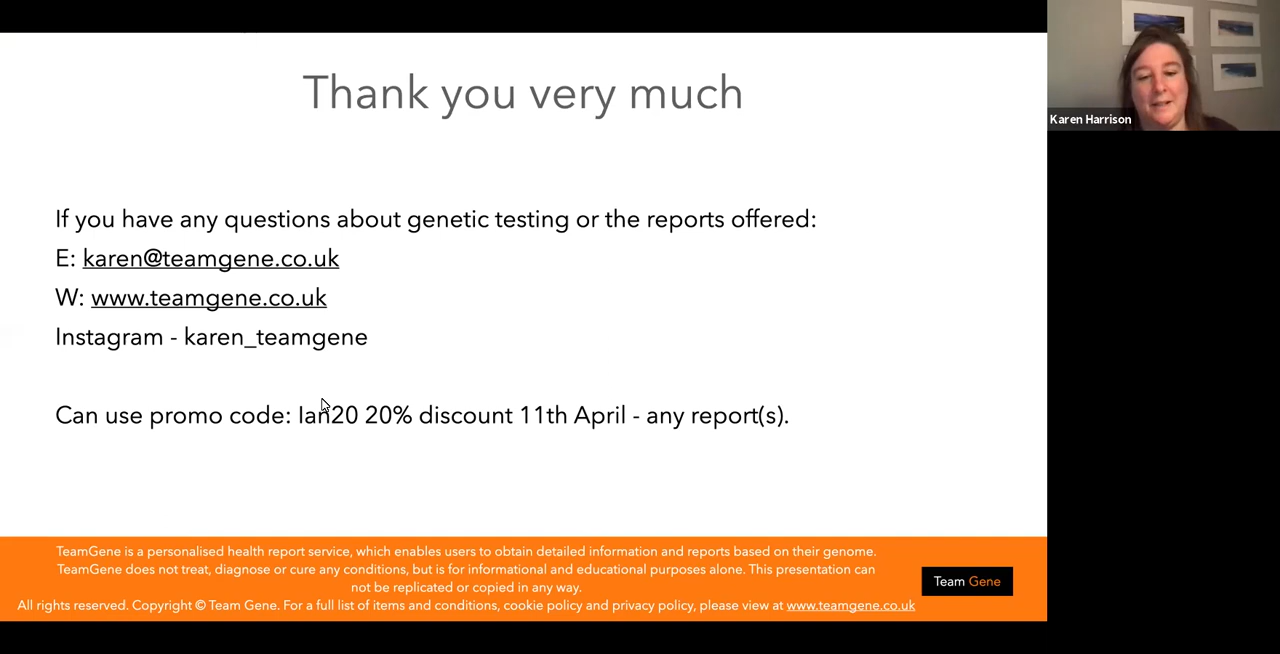 Thank you very much
Karen Harrison
If you have any questions about genetic testing or the reports offered:
E: karen@teamgene.co.uk
W: www.teamgene.co.uk
Instagram - karen_teamgene
Can use promo code: Ian20 20% discount 11th April - any report(s).
TeamGene is a personalised health report service, which enables users to obtain detailed information and reports based on their genome.
TeamGene does not treat, diagnose or cure any conditions, but is for informational and educational purposes alone. This presentation can
not be replicated or copied in any way.
All rights reserved. Copyright © Team Gene. For a full list of items and conditions, cookie policy and privacy policy, please view at www.teamgene.co.uk
Team Gene